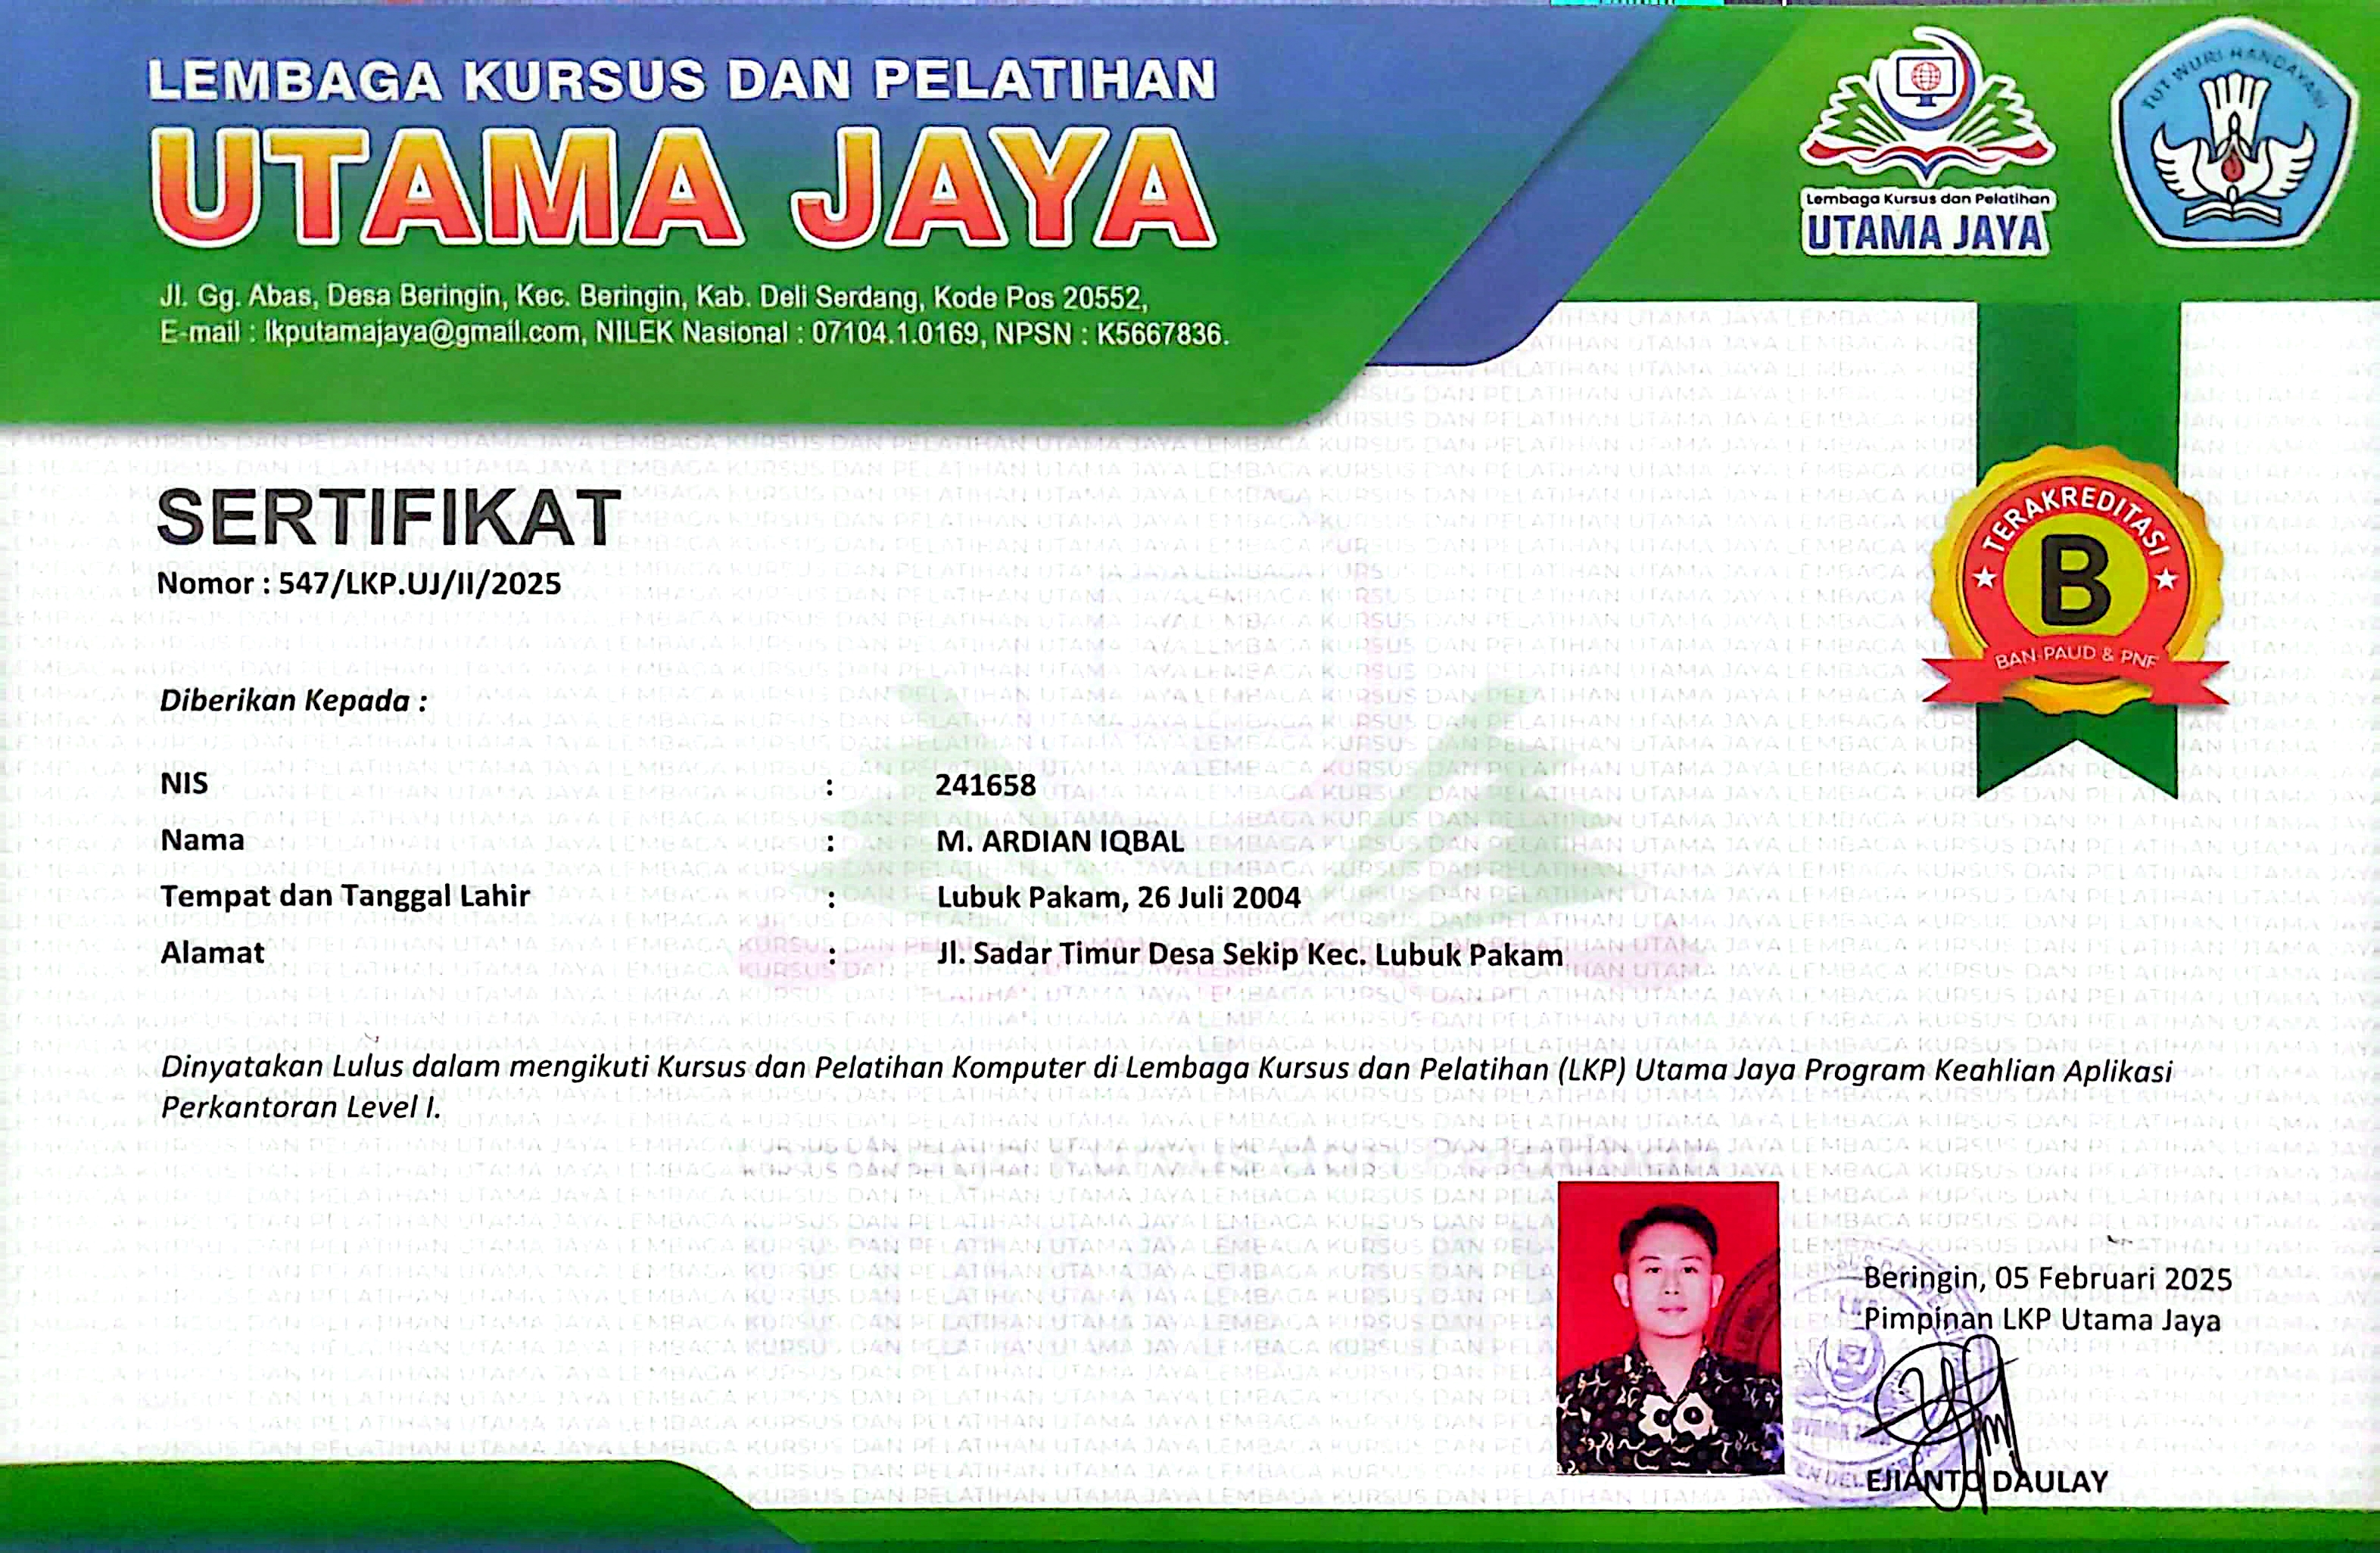 LEMBAGA KURSUS DAN PELATIHAN
UTAMA JAYA
Jl. Gg. Abas, Desa Beringin, Kec. Beringin, Kab. Deli Serdang, Kode Pos 20552,
E-mail : lkputamajaya@gmail.com, NILEK Nasional : 07104.1.0169, NPSN : K5667836.
Lembaga Kursus dan Pelatihan
UTAMA JAYA
TUT WURI HANDAYANI
SERTIFIKAT
Nomor : 547/LKP.UJ/II/2025
TERAKREDITASI
B
BAN-PAUD & PNF
Diberikan Kepada :
NIS : 241658
Nama : M. ARDIAN IQBAL
Tempat dan Tanggal Lahir : Lubuk Pakam, 26 Juli 2004
Alamat : Jl. Sadar Timur Desa Sekip Kec. Lubuk Pakam
Dinyatakan Lulus dalam mengikuti Kursus dan Pelatihan Komputer di Lembaga Kursus dan Pelatihan (LKP) Utama Jaya Program Keahlian Aplikasi
Perkantoran Level I.
Beringin, 05 Februari 2025
Pimpinan LKP Utama Jaya
EJIANTO DAULAY